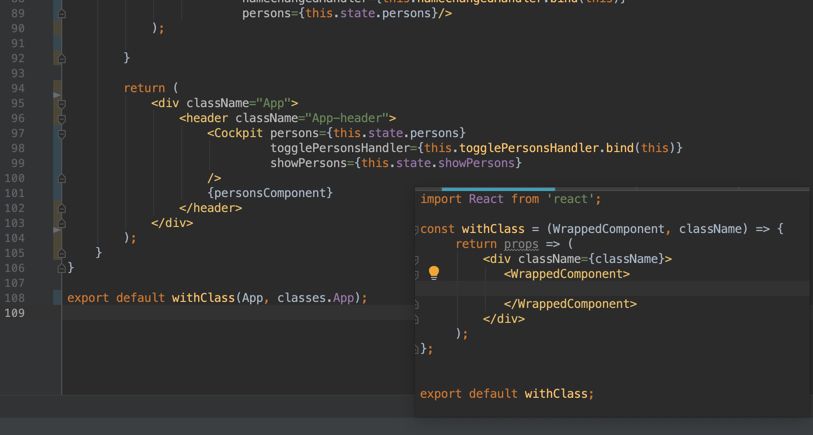 89 persons={this.state.persons}/>
90 );
91
92 }
93
94 return (
95 <div className="App">
96 <header className="App-header">
97 <Cockpit persons={this.state.persons}
98 togglePersonsHandler={this.togglePersonsHandler.bind(this)}
99 showPersons={this.state.showPersons}
100 />
101 {personsComponent}
102 </header>
103 </div>
104 );
105 }
106 }
107
108 export default withClass(App, classes.App);
109
import React from 'react';
const withClass = (WrappedComponent, className) => {
return props => (
<div className={className}>
<WrappedComponent>
</WrappedComponent>
</div>
);
};
export default withClass;